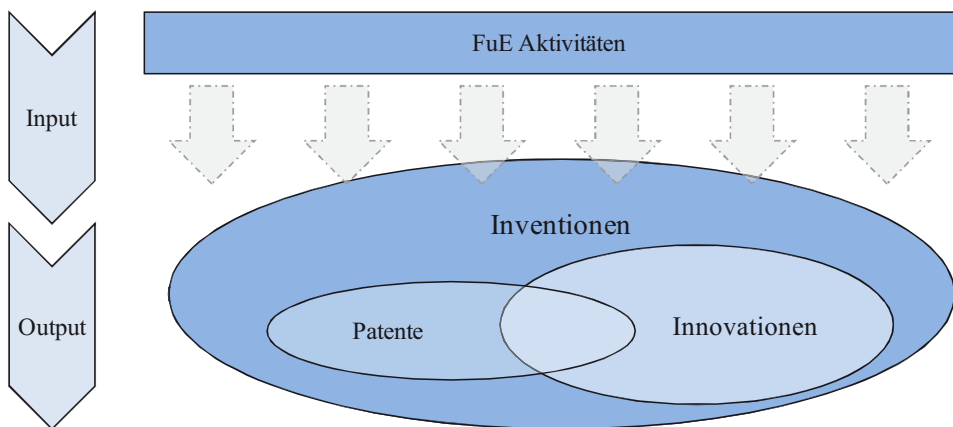 FuE Aktivitäten
Input
Inventionen
Output
Patente
Innovationen